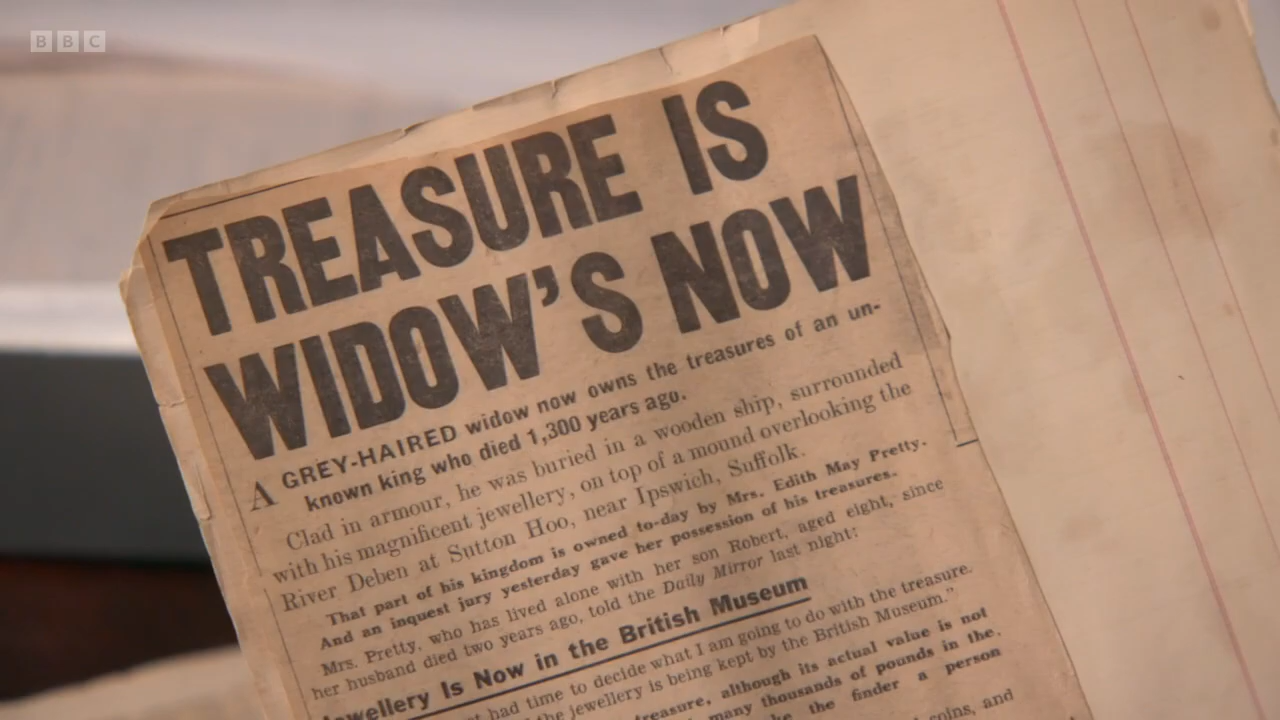 BBC
TREASURE IS
WIDOW'S NOW
A GREY-HAIRED widow now owns the treasures of an un-
known king who died 1,300 years ago.
Clad in armour, he was buried in a wooden ship, surrounded
with his magnificent jewellery, on top of a mound overlooking the
River Deben at Sutton Hoo, near Ipswich, Suffolk.
That part of his kingdom is owned to-day by Mrs. Edith May Pretty.
And an inquest jury yesterday gave her possession of his treasures.
Mrs. Pretty, who has lived alone with her son Robert, aged eight, since
her husband died two years ago, told the Daily Mirror last night:
Jewellery Is Now in the British Museum
had time to decide what I am going to do with the treasure.
the jewellery is being kept by the British Museum."
treasure, although its actual value is not
many thousands of pounds in the
the finder a person
coins, and